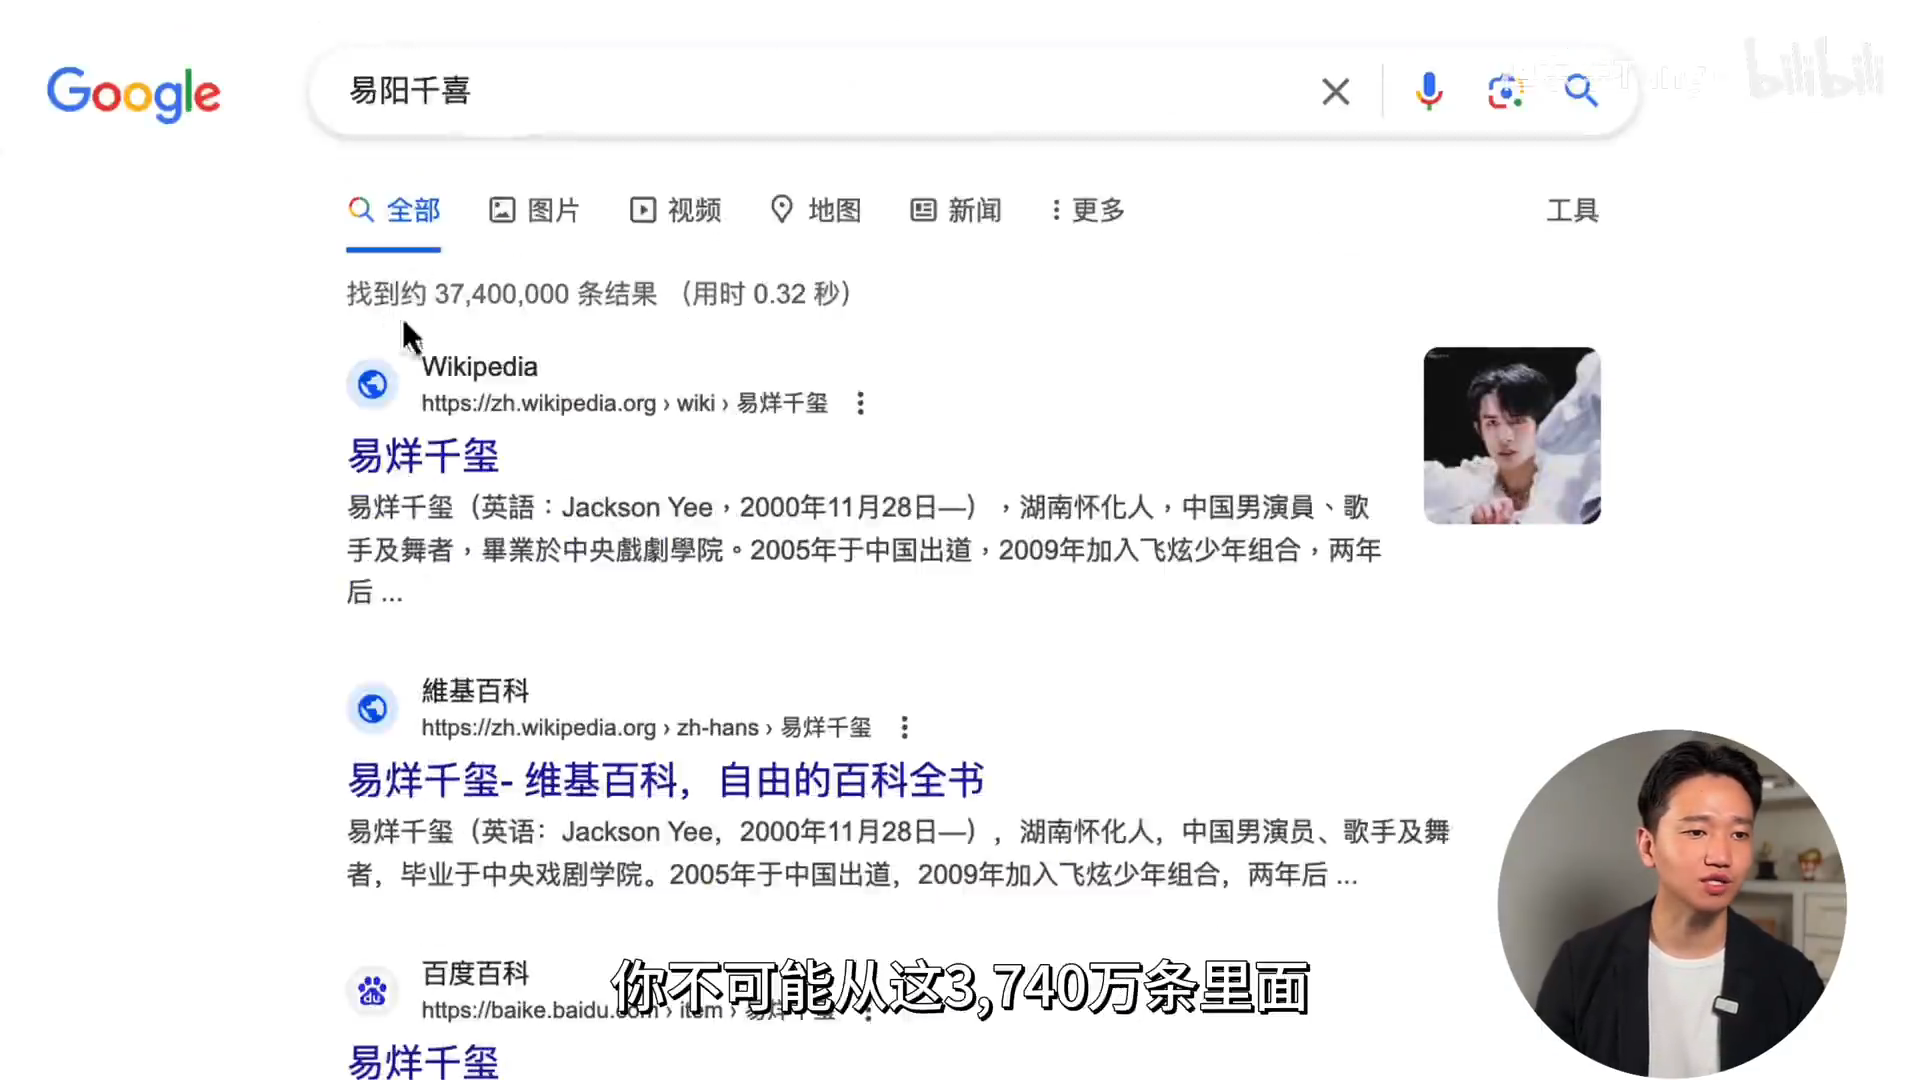 Google
易阳千喜
bilibili
全部
图片
视频
地图
新闻
更多
工具
找到约 37,400,000 条结果 （用时 0.32 秒）
Wikipedia
https://zh.wikipedia.org › wiki › 易烊千玺
易烊千玺
易烊千玺（英語：Jackson Yee，2000年11月28日—），湖南怀化人，中国男演員、歌
手及舞者，畢業於中央戲劇學院。2005年于中国出道，2009年加入飞炫少年组合，两年
后 ...
維基百科
https://zh.wikipedia.org › zh-hans › 易烊千玺
易烊千玺- 维基百科，自由的百科全书
易烊千玺（英语：Jackson Yee，2000年11月28日—），湖南怀化人，中国男演员、歌手及舞
者，毕业于中央戏剧学院。2005年于中国出道，2009年加入飞炫少年组合，两年后 ...
百度百科
du
https://baike.baidu.com › item › 易烊千玺
易烊千玺
你不可能从这3,740万条里面